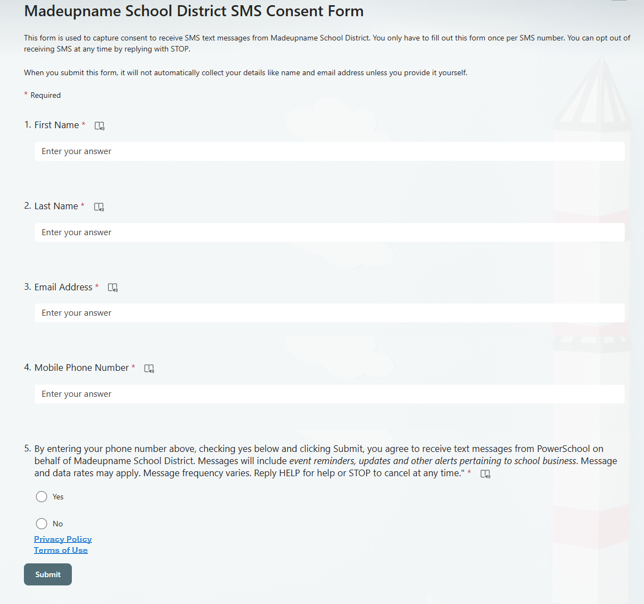 Madeupname School District SMS Consent Form
This form is used to capture consent to receive SMS text messages from Madeupname School District. You only have to fill out this form once per SMS number. You can opt out of
receiving SMS at any time by replying with STOP.
When you submit this form, it will not automatically collect your details like name and email address unless you provide it yourself.
* Required
1. First Name *
Enter your answer
2. Last Name *
Enter your answer
3. Email Address *
Enter your answer
4. Mobile Phone Number *
Enter your answer
5. By entering your phone number above, checking yes below and clicking Submit, you agree to receive text messages from PowerSchool on
behalf of Madeupname School District. Messages will include event reminders, updates and other alerts pertaining to school business. Message
and data rates may apply. Message frequency varies. Reply HELP for help or STOP to cancel at any time." *
Yes
No
Privacy Policy
Terms of Use
Submit